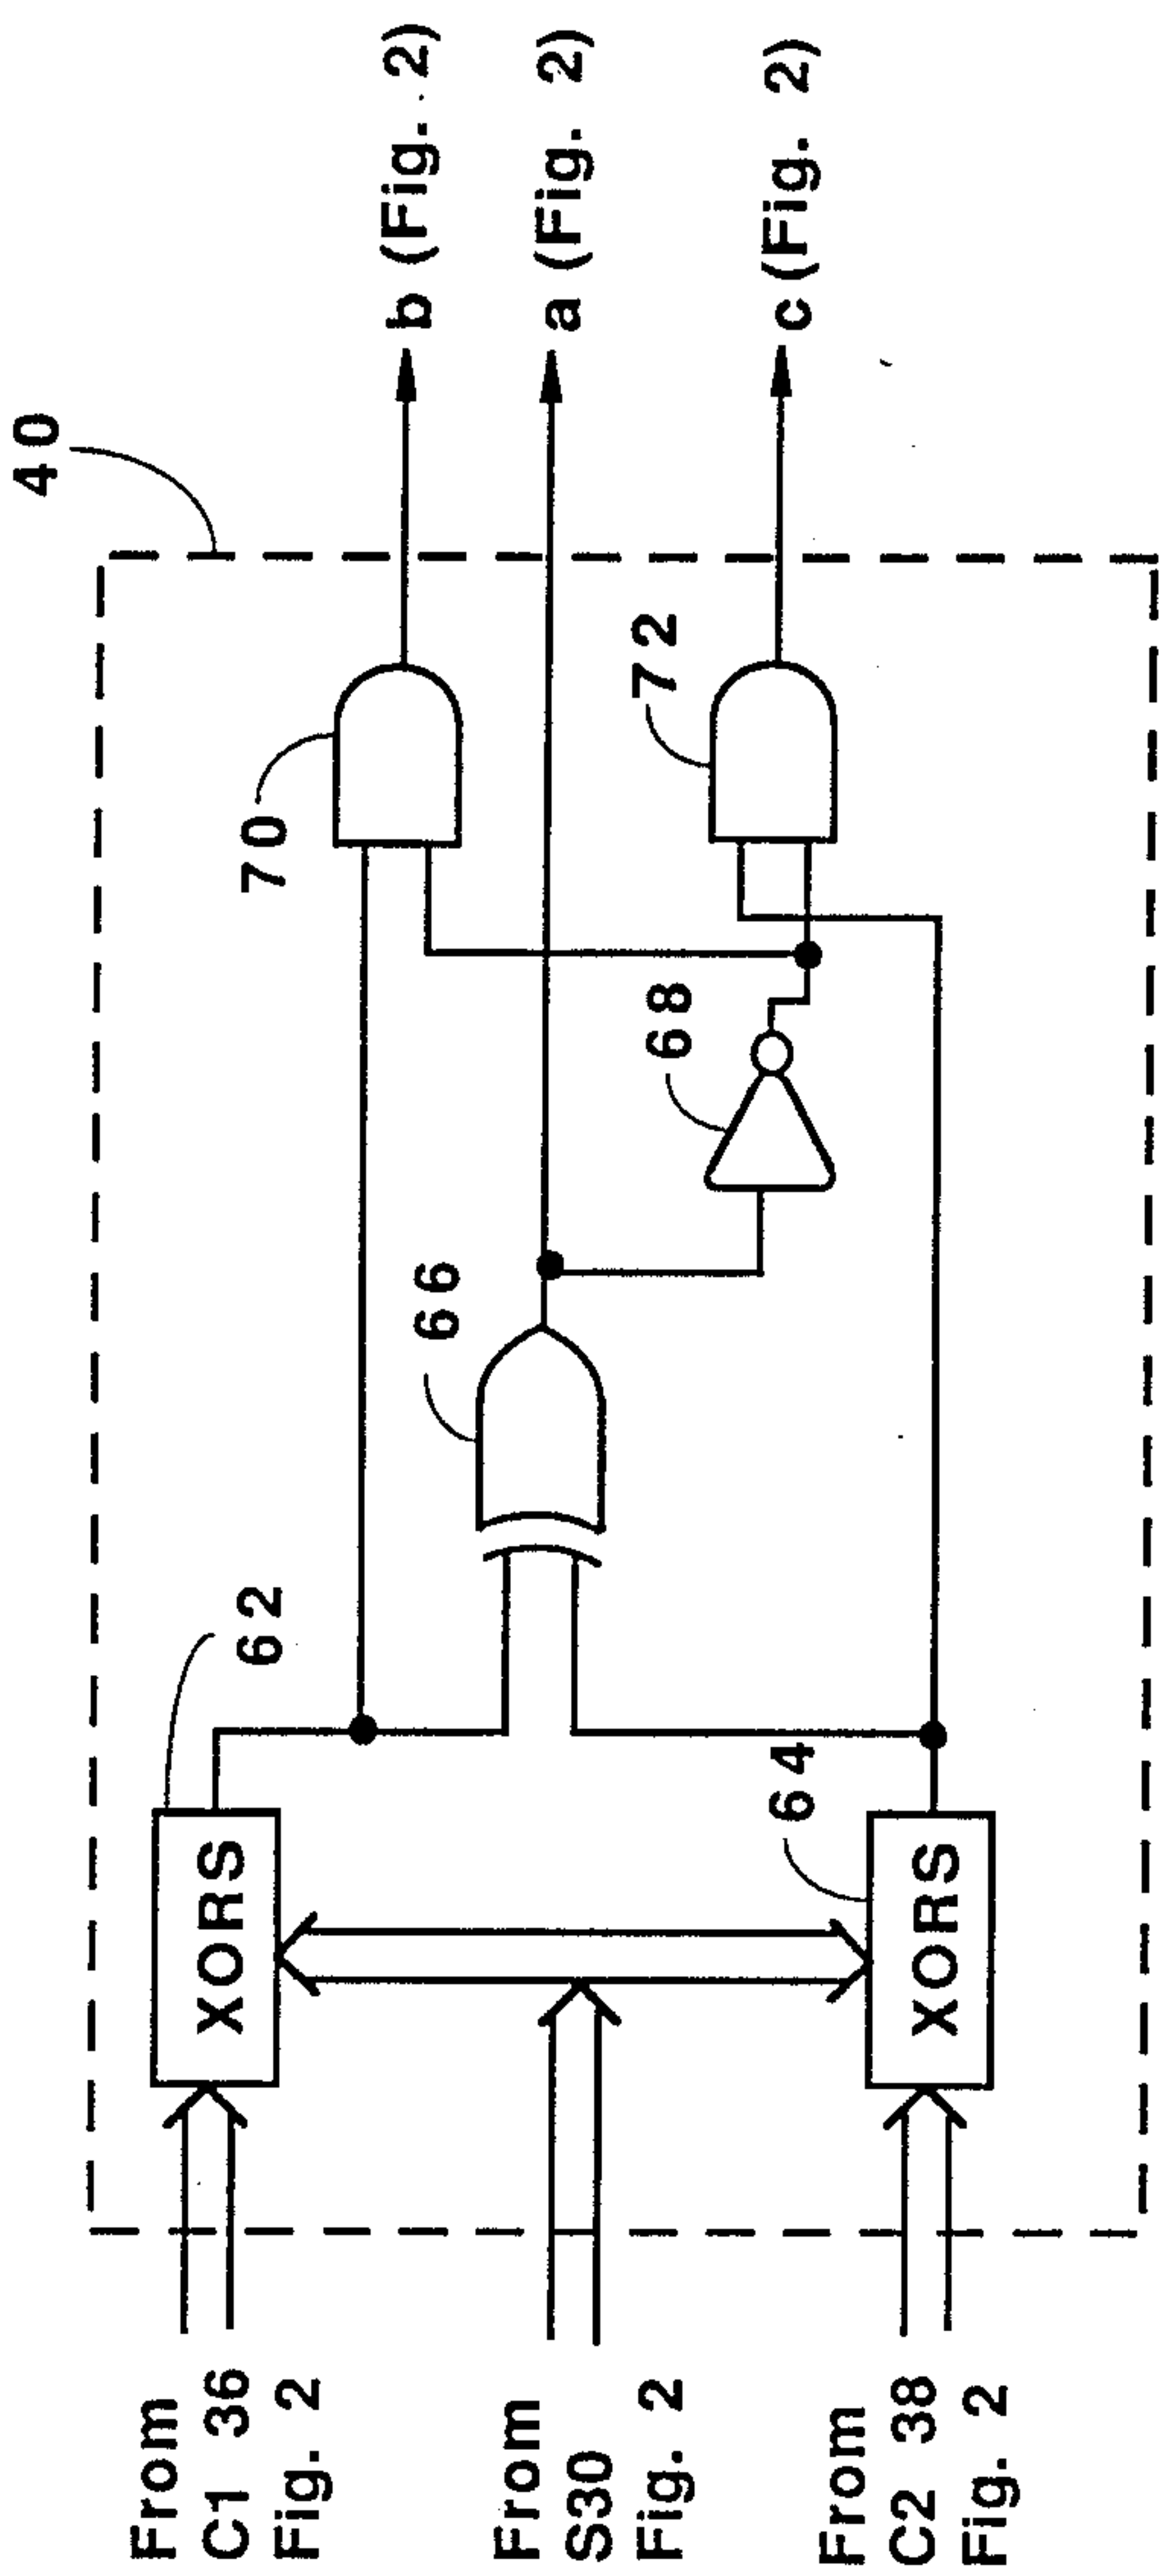 40
b (Fig. 2)
a (Fig. 2)
c (Fig. 2)
70
72
68
66
62
64
XORS
XORS
From
C1 36
Fig. 2
From
S30
Fig. 2
From
C2 38
Fig. 2